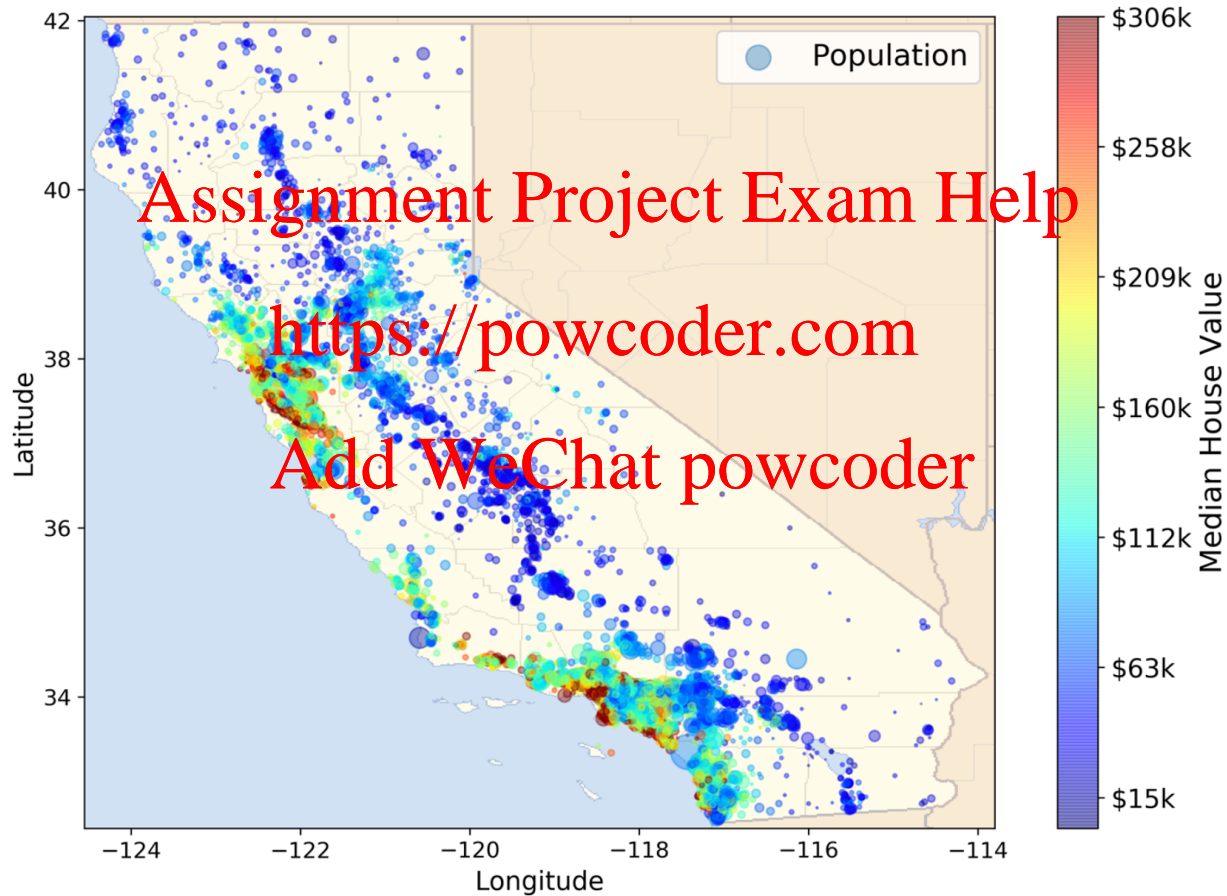 42
40
38
36
34
Latitude
−124
−122
−120
−118
−116
−114
Longitude
Population
$306k
$258k
$209k
$160k
$112k
$63k
$15k
Median House Value
Assignment Project Exam Help
https://powcoder.com
Add WeChat powcoder